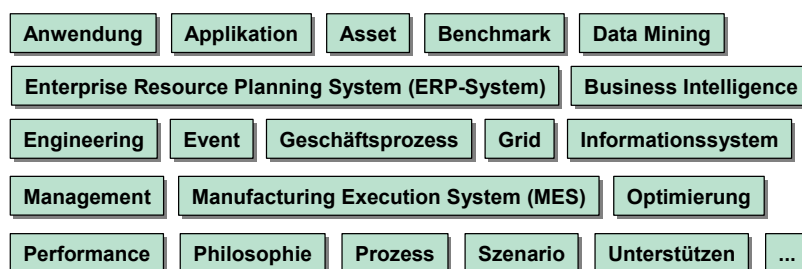 Anwendung Applikation Asset Benchmark Data Mining
Enterprise Resource Planning System (ERP-System) Business Intelligence
Engineering Event Geschäftsprozess Grid Informationssystem
Management Manufacturing Execution System (MES) Optimierung
Performance Philosophie Prozess Szenario Unterstützen ...